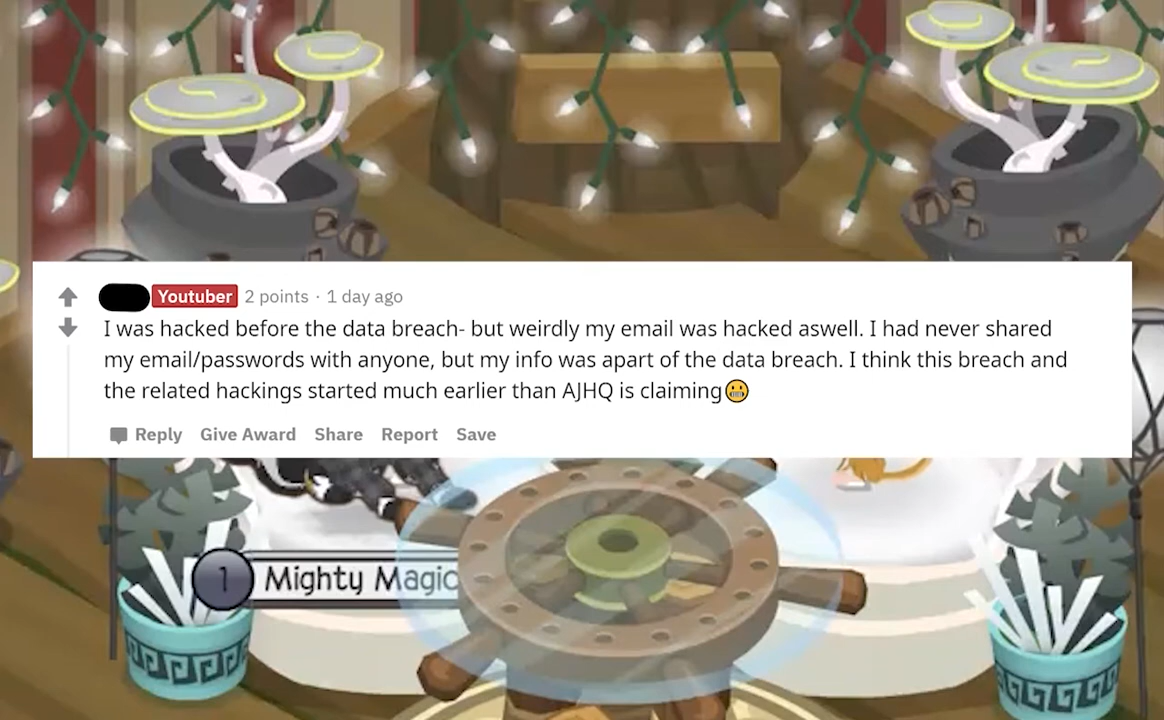 Youtuber 2 points · 1 day ago
I was hacked before the data breach- but weirdly my email was hacked aswell. I had never shared
my email/passwords with anyone, but my info was apart of the data breach. I think this breach and
the related hackings started much earlier than AJHQ is claiming😬
Reply Give Award Share Report Save
1 Mighty Magic